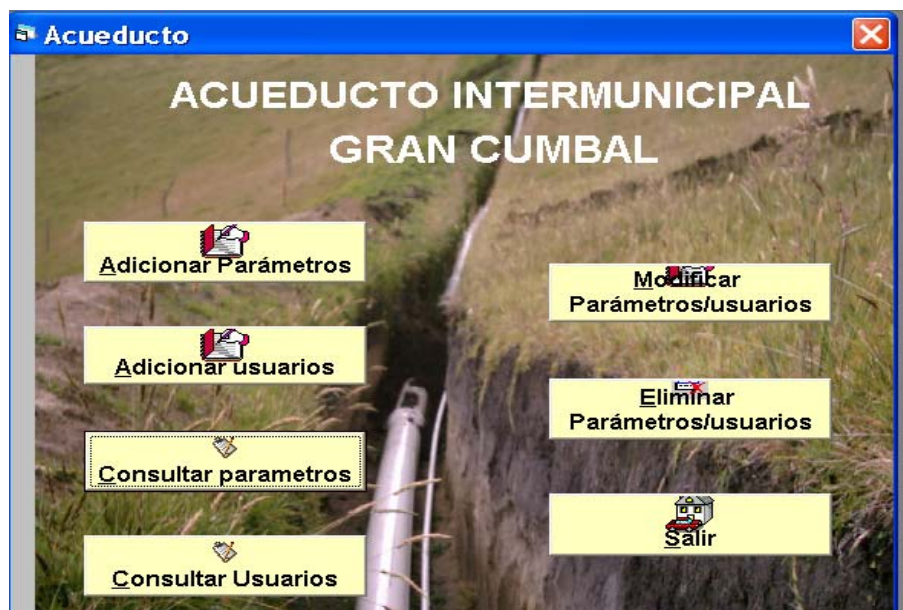 Acueducto
ACUEDUCTO INTERMUNICIPAL
GRAN CUMBAL
Adicionar Parámetros
Adicionar usuarios
Consultar parametros
Consultar Usuarios
Modificar
Parámetros/usuarios
Eliminar
Parámetros/usuarios
Salir